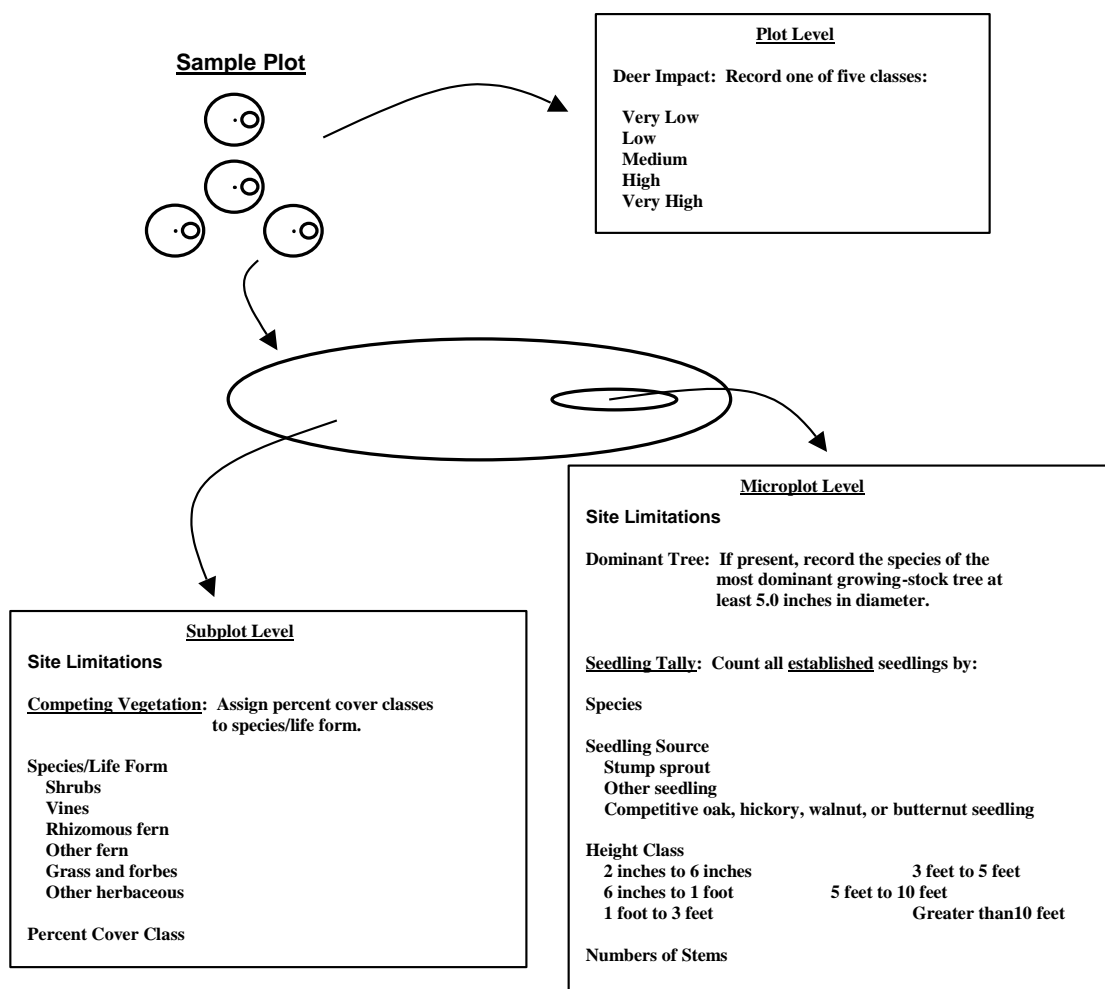 Sample Plot
Plot Level
Deer Impact: Record one of five classes:
Very Low
Low
Medium
High
Very High
Subplot Level
Site Limitations
Competing Vegetation: Assign percent cover classes
to species/life form.
Species/Life Form
Shrubs
Vines
Rhizomous fern
Other fern
Grass and forbes
Other herbaceous
Percent Cover Class
Microplot Level
Site Limitations
Dominant Tree: If present, record the species of the
most dominant growing-stock tree at
least 5.0 inches in diameter.
Seedling Tally: Count all established seedlings by:
Species
Seedling Source
Stump sprout
Other seedling
Competitive oak, hickory, walnut, or butternut seedling
Height Class
2 inches to 6 inches 3 feet to 5 feet
6 inches to 1 foot 5 feet to 10 feet
1 foot to 3 feet Greater than10 feet
Numbers of Stems